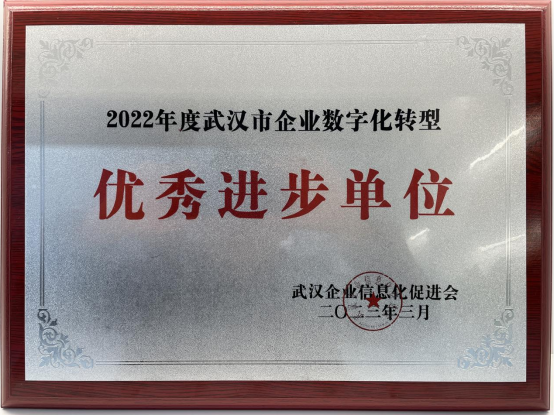 2022年度武汉市企业数字化转型
优秀进步单位
武汉企业信息化促进会
二〇二三年三月